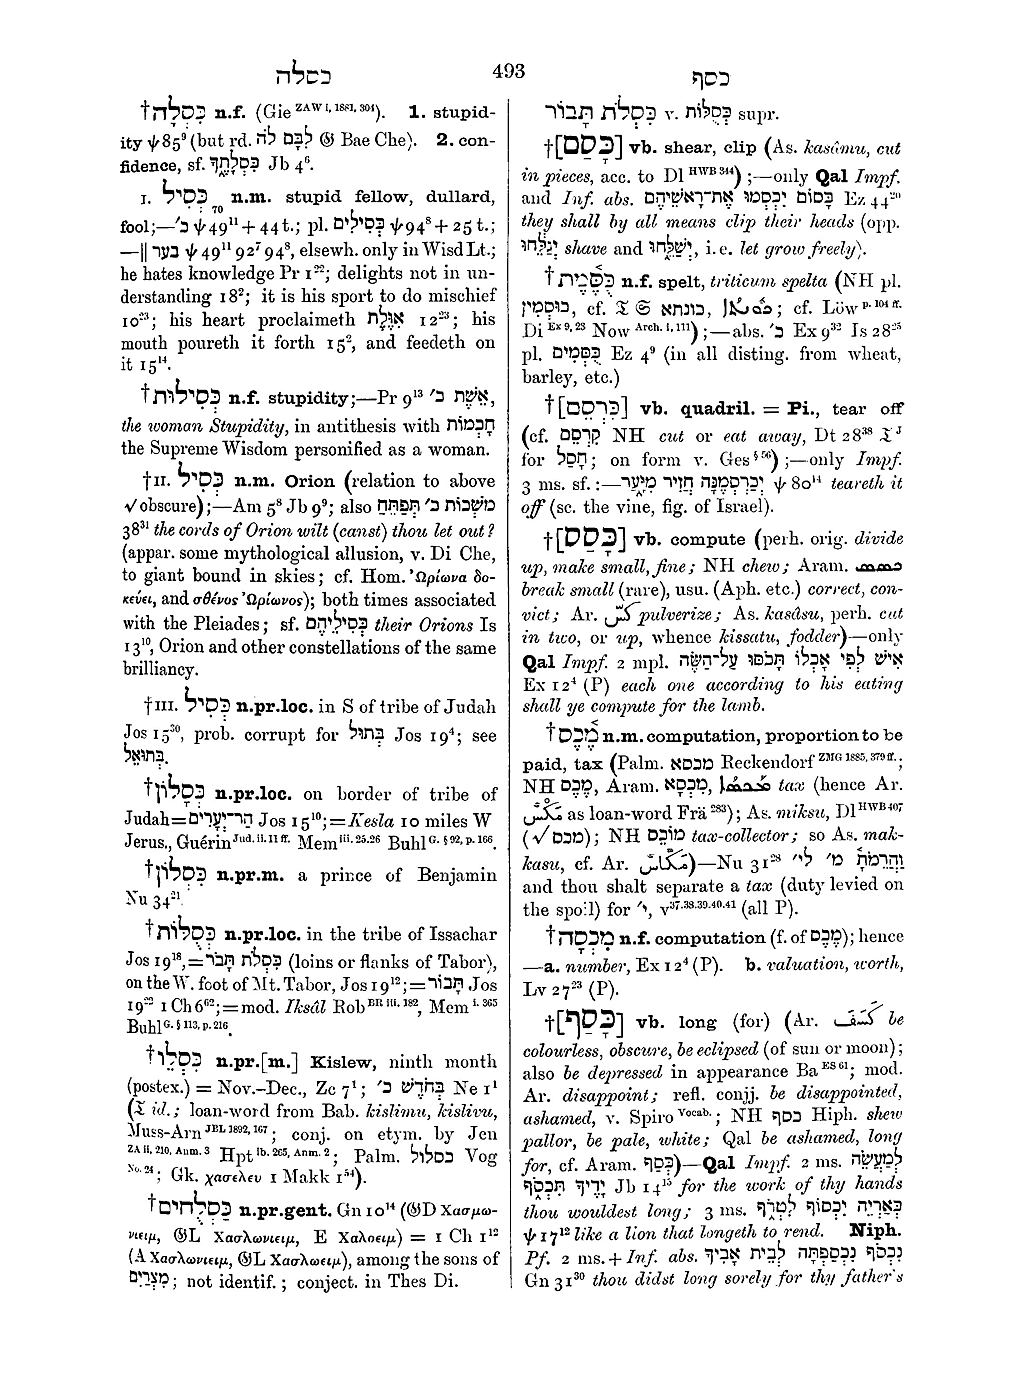 כסלה 493 כסף
†כִּסְלָה n.f. (Gie ZAW i, 1881, 304). 1. stupid-
ity ψ 85⁹ (but rd. לִבָּם לֹה 𝔊 Bae Che). 2. con-
fidence, sf. כִּסְלָתֶךָ Jb 4⁶.
I. כְּסִיל₇₀ n.m. stupid fellow, dullard,
fool;—כ׳ ψ 49¹¹ + 44 t.; pl. כְּסִילִים ψ 94⁸ + 25 t.;
—|| בער ψ 49¹¹ 92⁷ 94⁸, elsewh. only in WisdLt.;
he hates knowledge Pr 1²²; delights not in un-
derstanding 18²; it is his sport to do mischief
10²³; his heart proclaimeth אִוֶּלֶת 12²³; his
mouth poureth it forth 15², and feedeth on
it 15¹⁴.
†כְּסִילוּת n.f. stupidity;—Pr 9¹³ אֵשֶׁת כ׳,
the woman Stupidity, in antithesis with חָכְמוֹת
the Supreme Wisdom personified as a woman.
†II. כְּסִיל n.m. Orion (relation to above
√ obscure);—Am 5⁸ Jb 9⁹; also מֹשְׁכוֹת כ׳ תְּפַתֵּחַ
38³¹ the cords of Orion wilt (canst) thou let out?
(appar. some mythological allusion, v. Di Che,
to giant bound in skies; cf. Hom. Ὠρίωνα δο-
κεύει, and σθένος Ὠρίωνος); both times associated
with the Pleiades; sf. כְּסִילֵיהֶם their Orions Is
13¹⁰, Orion and other constellations of the same
brilliancy.
†III. כְּסִיל n.pr.loc. in S of tribe of Judah
Jos 15³⁰, prob. corrupt for בְּתוּל Jos 19⁴; see
בְּתוּאֵל.
†כְּסָלוֹן n.pr.loc. on border of tribe of
Judah=הַר־יְעָרִים Jos 15¹⁰;=Kesla 10 miles W
Jerus., Guérin Jud. ii. 11 ff. Mem iii. 25.26 Buhl G. § 92, p. 166.
†כִּסְלוֹן n.pr.m. a prince of Benjamin
Nu 34²¹.
†כְּסֻלּוֹת n.pr.loc. in the tribe of Issachar
Jos 19¹⁸,=כִּסְלֹת תָּבֹר (loins or flanks of Tabor),
on the W. foot of Mt. Tabor, Jos 19¹²;=תָּבוֹר Jos
19²² 1 Ch 6⁶²;=mod. Iksâl Rob BR iii. 182, Mem i. 365
Buhl G. § 113, p. 216.
†כִּסְלֵו n.pr.[m.] Kislew, ninth month
(postex.) = Nov.–Dec., Zc 7¹; בְּחֹדֶשׁ כ׳ Ne 1¹
(𝔗 id.; loan-word from Bab. kislimu, kislivu,
Muss-Arn JBL 1892, 167; conj. on etym. by Jen
ZA ii, 210, Anm. 3 Hpt Ib. 265, Anm. 2; Palm. כסלול Vog
No. 24; Gk. χασελευ 1 Makk 1⁵⁴).
†כַּסְלֻחִים n.pr.gent. Gn 10¹⁴ (𝔊D Χασμω-
νιειμ, 𝔊L Χασλωνιειμ, E Χαλοειμ) = 1 Ch 1¹²
(A Χασλωνιειμ, 𝔊L Χασλωειμ), among the sons of
מִצְרַיִם; not identif.; conject. in Thes Di.
כִּסְלֹת תָּבוֹר v. כְּסֻלּוֹת supr.
†[כָּסַם] vb. shear, clip (As. kasâmu, cut
in pieces, acc. to Dl HWB 344);—only Qal Impf.
and Inf. abs. כָּסוֹם יִכְסְמוּ אֶת־רָאשֵׁיהֶם Ez 44²⁰
they shall by all means clip their heads (opp.
יְגַלֵּחוּ shave and יְשַׁלֵּחוּ, i.e. let grow freely).
†כֻּסֶּמֶת n.f. spelt, triticum spelta (NH pl.
כּוּסְמִין, cf. 𝔗 𝔖 כונתא, ; cf. Löw p. 104 ff.
Di Ex 9, 23 Now Arch. i, 111);—abs. כ׳ Ex 9³² Is 28²⁵
pl. כֻּסְּמִים Ez 4⁹ (in all disting. from wheat,
barley, etc.)
†[כִּרְסֵם] vb. quadril. = Pi., tear off
(cf. קִרְסֵם NH cut or eat away, Dt 28³⁸ 𝔗ᴶ
for חָסַל; on form v. Ges § 56);—only Impf.
3 ms. sf.:—יְכַרְסְמֶנָּה חֲזִיר מִיָּעַר ψ 80¹⁴ teareth it
off (sc. the vine, fig. of Israel).
†[כָּסַס] vb. compute (perh. orig. divide
up, make small, fine; NH chew; Aram.
break small (rare), usu. (Aph. etc.) correct, con-
vict; Ar. كسّ pulverize; As. kasâsu, perh. cut
in two, or up, whence kissatu, fodder)—only
Qal Impf. 2 mpl. אִישׁ לְפִי אָכְלוֹ תָּכֹסּוּ עַל־הַשֶּׂה
Ex 12⁴ (P) each one according to his eating
shall ye compute for the lamb.
†מֶכֶס n.m. computation, proportion to be
paid, tax (Palm. מכסא Reckendorf ZMG 1885, 379 ff.;
NH מֶכֶס, Aram. מִכְסָא, tax (hence Ar.
مَكْس as loan-word Frä 283); As. miksu, Dl HWB 407
(√ מכס); NH מוֹכֵס tax-collector; so As. mak-
kasu, cf. Ar. مَكَّاس)—Nu 31²⁸ וַהֲרֵמֹתָ מ׳ לי׳
and thou shalt separate a tax (duty levied on
the spoil) for י׳, v³⁷·³⁸·³⁹·⁴⁰·⁴¹ (all P).
†מִכְסָה n.f. computation (f. of מֶכֶס); hence
—a. number, Ex 12⁴ (P). b. valuation, worth,
Lv 27²³ (P).
†[כָּסַף] vb. long (for) (Ar. كَسَفَ be
colourless, obscure, be eclipsed (of sun or moon);
also be depressed in appearance Ba ES 61; mod.
Ar. disappoint; refl. conjj. be disappointed,
ashamed, v. Spiro Vocab.; NH כסף Hiph. shew
pallor, be pale, white; Qal be ashamed, long
for, cf. Aram. כְּסַף)—Qal Impf. 2 ms. לְמַעֲשֵׂה
יָדֶיךָ תִּכְסֹף Jb 14¹⁵ for the work of thy hands
thou wouldest long; 3 ms. כְּאַרְיֵה יִכְסוֹף לִטְרֹף
ψ 17¹² like a lion that longeth to rend. Niph.
Pf. 2 ms. + Inf. abs. נִכְסֹף נִכְסַפְתָּה לְבֵית אָבִיךָ
Gn 31³⁰ thou didst long sorely for thy father's